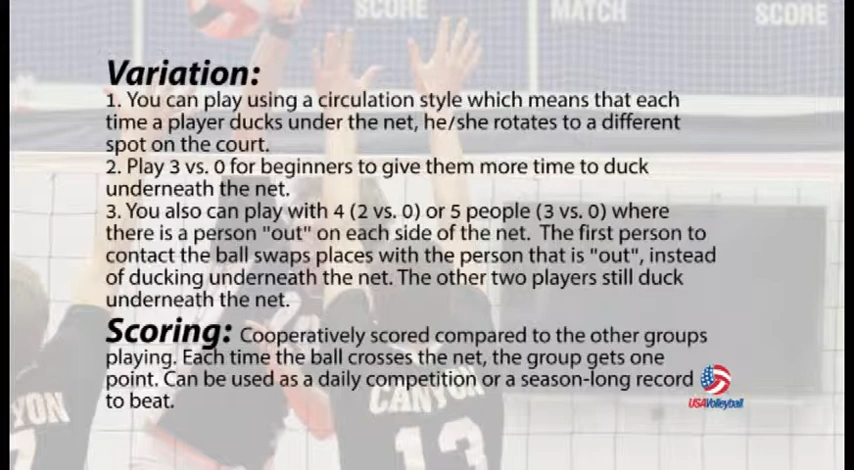 SCORE
MATCH
SCORE
Variation:
1. You can play using a circulation style which means that each
time a player ducks under the net, he/she rotates to a different
spot on the court.
2. Play 3 vs. 0 for beginners to give them more time to duck
underneath the net.
3. You also can play with 4 (2 vs. 0) or 5 people (3 vs. 0) where
there is a person "out" on each side of the net. The first person to
contact the ball swaps places with the person that is "out", instead
of ducking underneath the net. The other two players still duck
underneath the net.
Scoring: Cooperatively scored compared to the other groups
playing. Each time the ball crosses the net, the group gets one
point. Can be used as a daily competition or a season-long record
to beat.
USAVolleyball
YON
CANYON
13